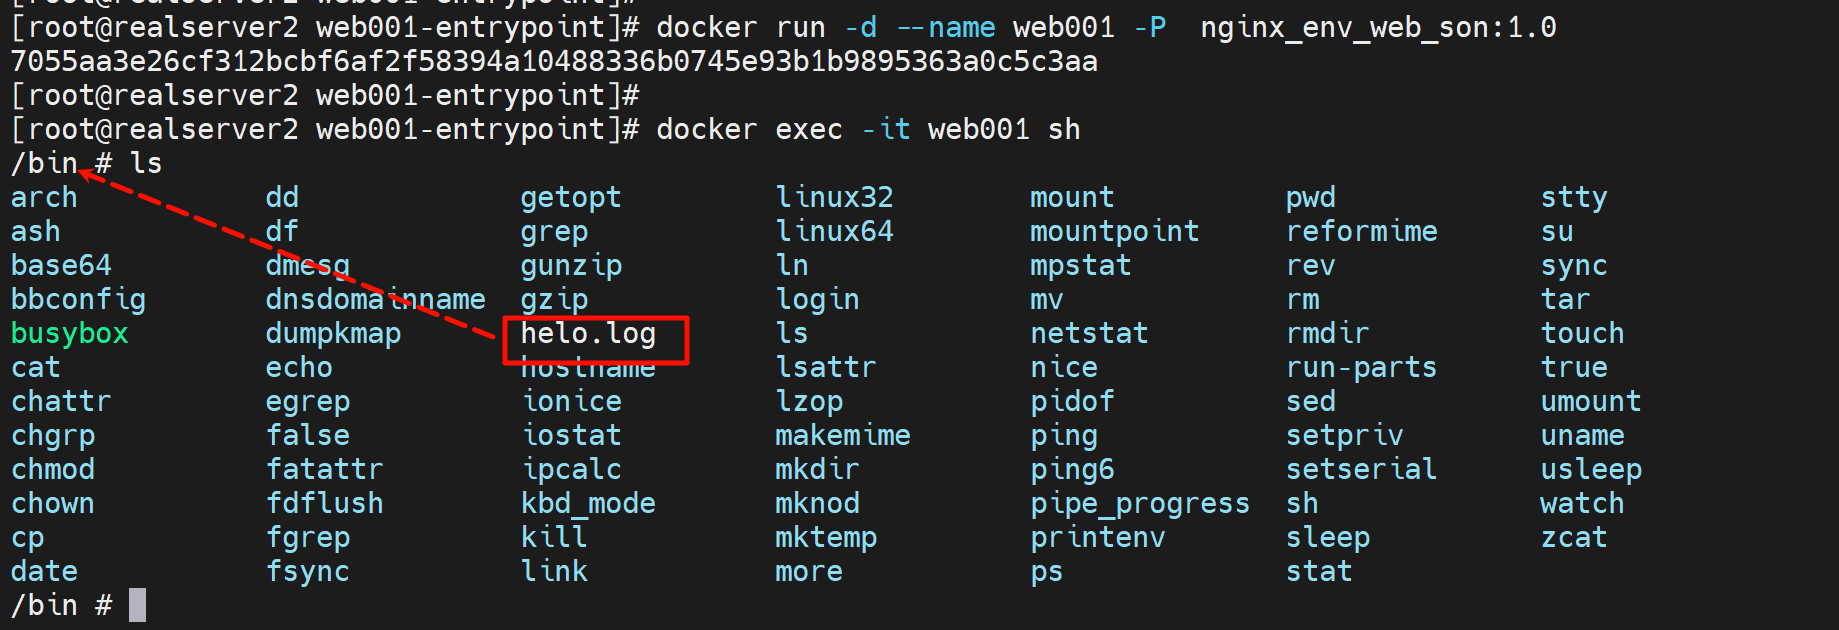 [root@realserver2 web001-entrypoint]#
[root@realserver2 web001-entrypoint]# docker run -d --name web001 -P  nginx_env_web_son:1.0
7055aa3e26cf312bcbf6af2f58394a10488336b0745e93b1b9895363a0c5c3aa
[root@realserver2 web001-entrypoint]#
[root@realserver2 web001-entrypoint]# docker exec -it web001 sh
/bin # ls
arch dd getopt linux32 mount pwd stty
ash df grep linux64 mountpoint reformime su
base64 dmesg gunzip ln mpstat rev sync
bbconfig dnsdomainname gzip login mv rm tar
busybox dumpkmap helo.log ls netstat rmdir touch
cat echo hostname lsattr nice run-parts true
chattr egrep ionice lzop pidof sed umount
chgrp false iostat makemime ping setpriv uname
chmod fatattr ipcalc mkdir ping6 setserial usleep
chown fdflush kbd_mode mknod pipe_progress sh watch
cp fgrep kill mktemp printenv sleep zcat
date fsync link more ps stat
/bin #